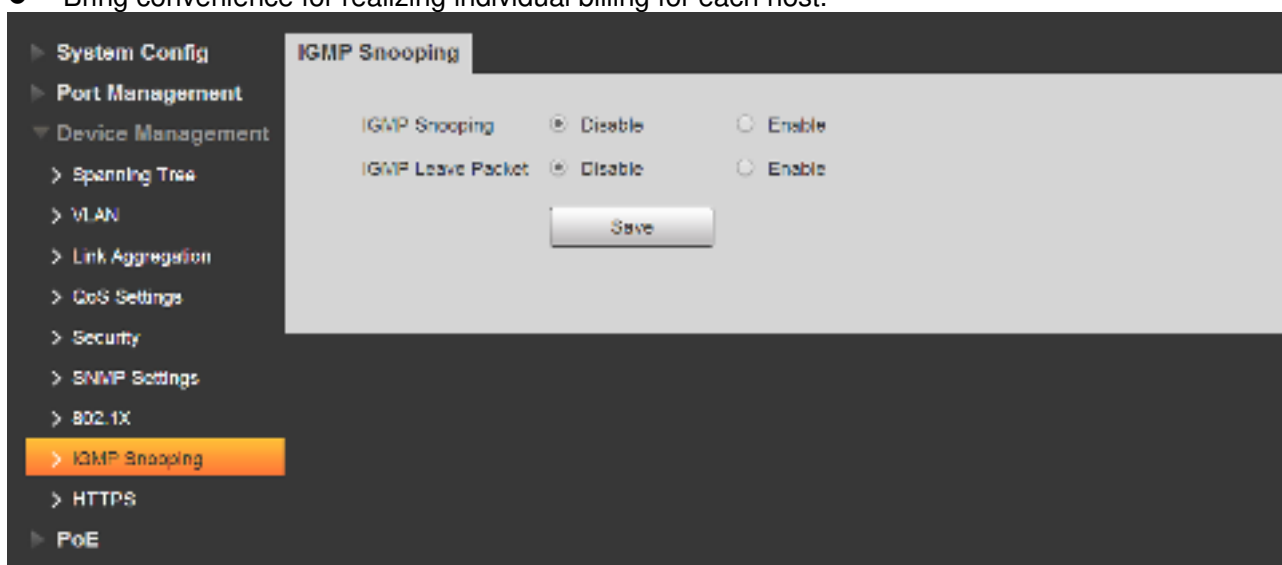 Bring convenience for realizing individual billing for each host.
System Config
Port Management
Device Management
Spanning Tree
VLAN
Link Aggregation
QoS Settings
Security
SNMP Settings
802.1X
IGMP Snooping
HTTPS
PoE
IGMP Snooping
IGMP Snooping Disable Enable
IGMP Leave Packet Disable Enable
Save